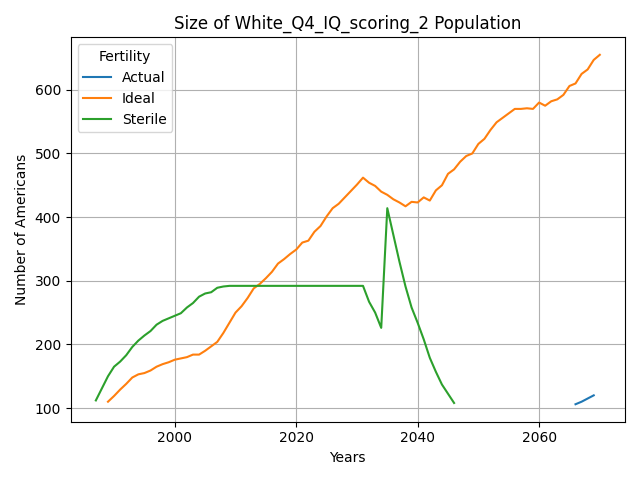 Size of White_Q4_IQ_scoring_2 Population
Fertility
Actual
Ideal
Sterile
Number of Americans
600
500
400
300
200
100
2000
2020
2040
2060
Years